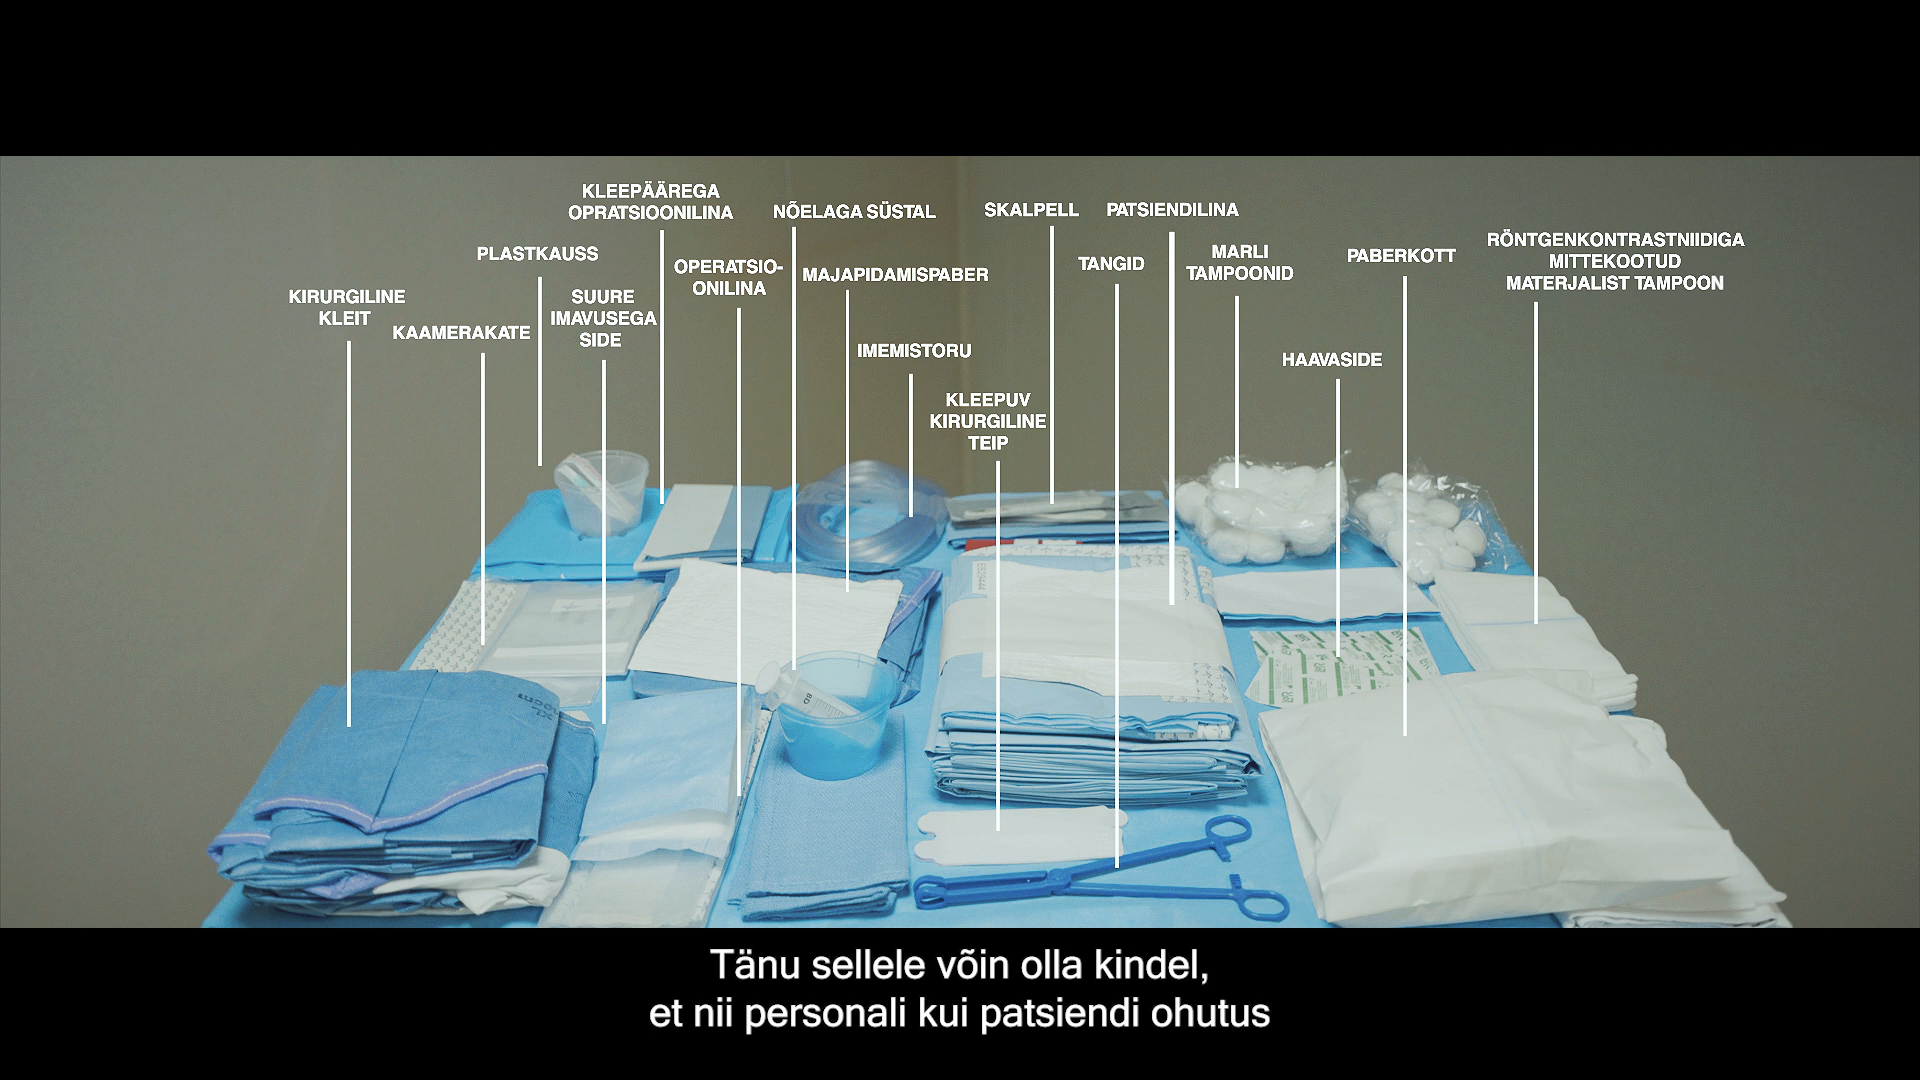 KLEEPÄÄREGA
OPRATSIOONILINA
NÕELAGA SÜSTAL
SKALPELL
PATSIENDILINA
PLASTKAUSS
OPERATSIO-
ONILINA
MAJAPIDAMISPABER
TANGID
MARLI
TAMPOONID
PABERKOTT
RÖNTGENKONTRASTNIIDIGA
MITTEKOOTUD
MATERJALIST TAMPOON
KIRURGILINE
KLEIT
KAAMERAKATE
SUURE
IMAVUSEGA
SIDE
IMEMISTORU
KLEEPUV
KIRURGILINE
TEIP
HAAVASIDE
XL
BD
Tänu sellele võin olla kindel,
et nii personali kui patsiendi ohutus